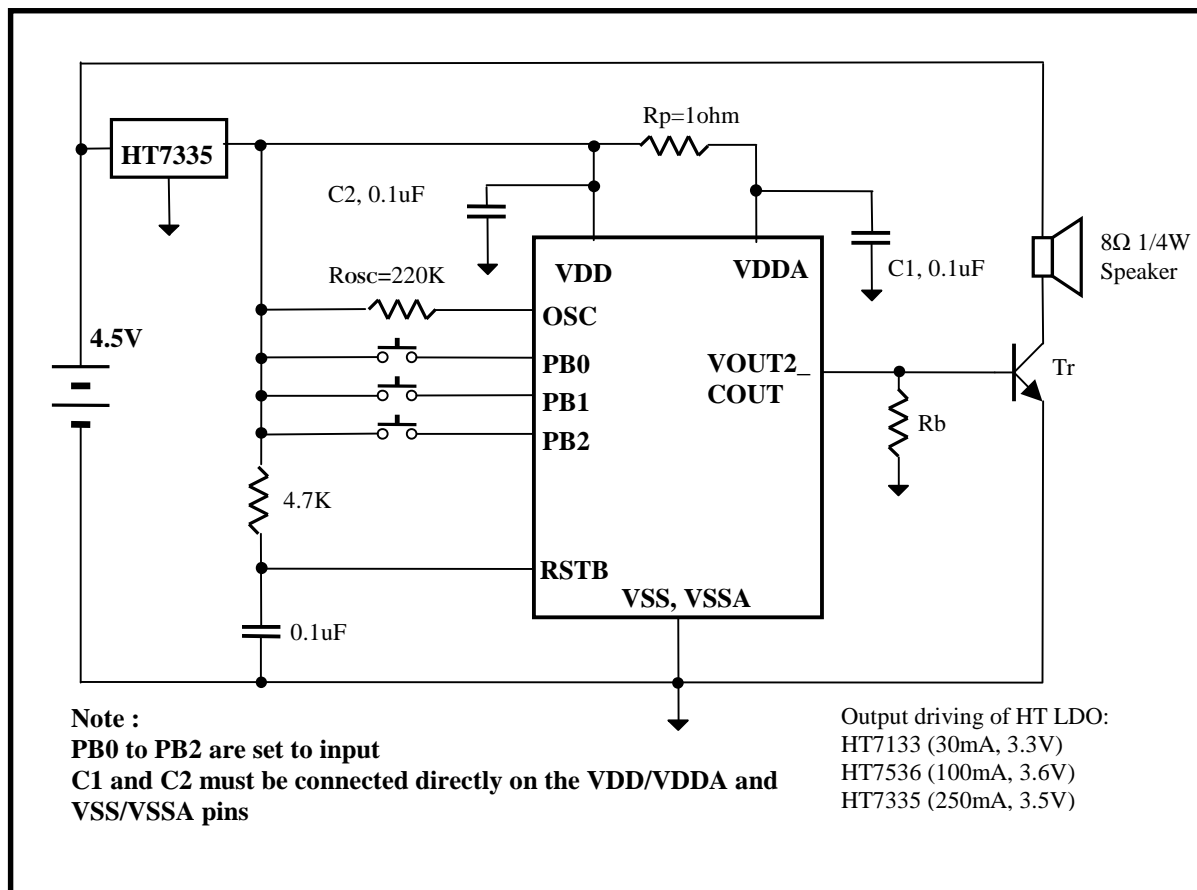 Rp=1ohm
HT7335
C2, 0.1uF
8Ω 1/4W
Speaker
VDD
VDDA
C1, 0.1uF
Rosc=220K
OSC
4.5V
PB0
VOUT2_
COUT
Tr
PB1
Rb
PB2
4.7K
RSTB
VSS, VSSA
0.1uF
Note :
PB0 to PB2 are set to input
C1 and C2 must be connected directly on the VDD/VDDA and
VSS/VSSA pins
Output driving of HT LDO:
HT7133 (30mA, 3.3V)
HT7536 (100mA, 3.6V)
HT7335 (250mA, 3.5V)